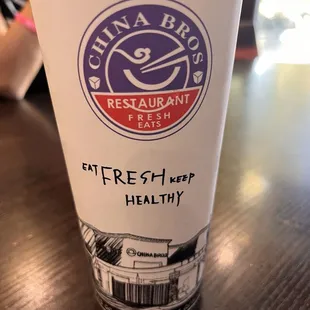 CHINA BROS
RESTAURANT
FRESH
EATS
EAT FRESH KEEP
HEALTHY
CHINA BROS